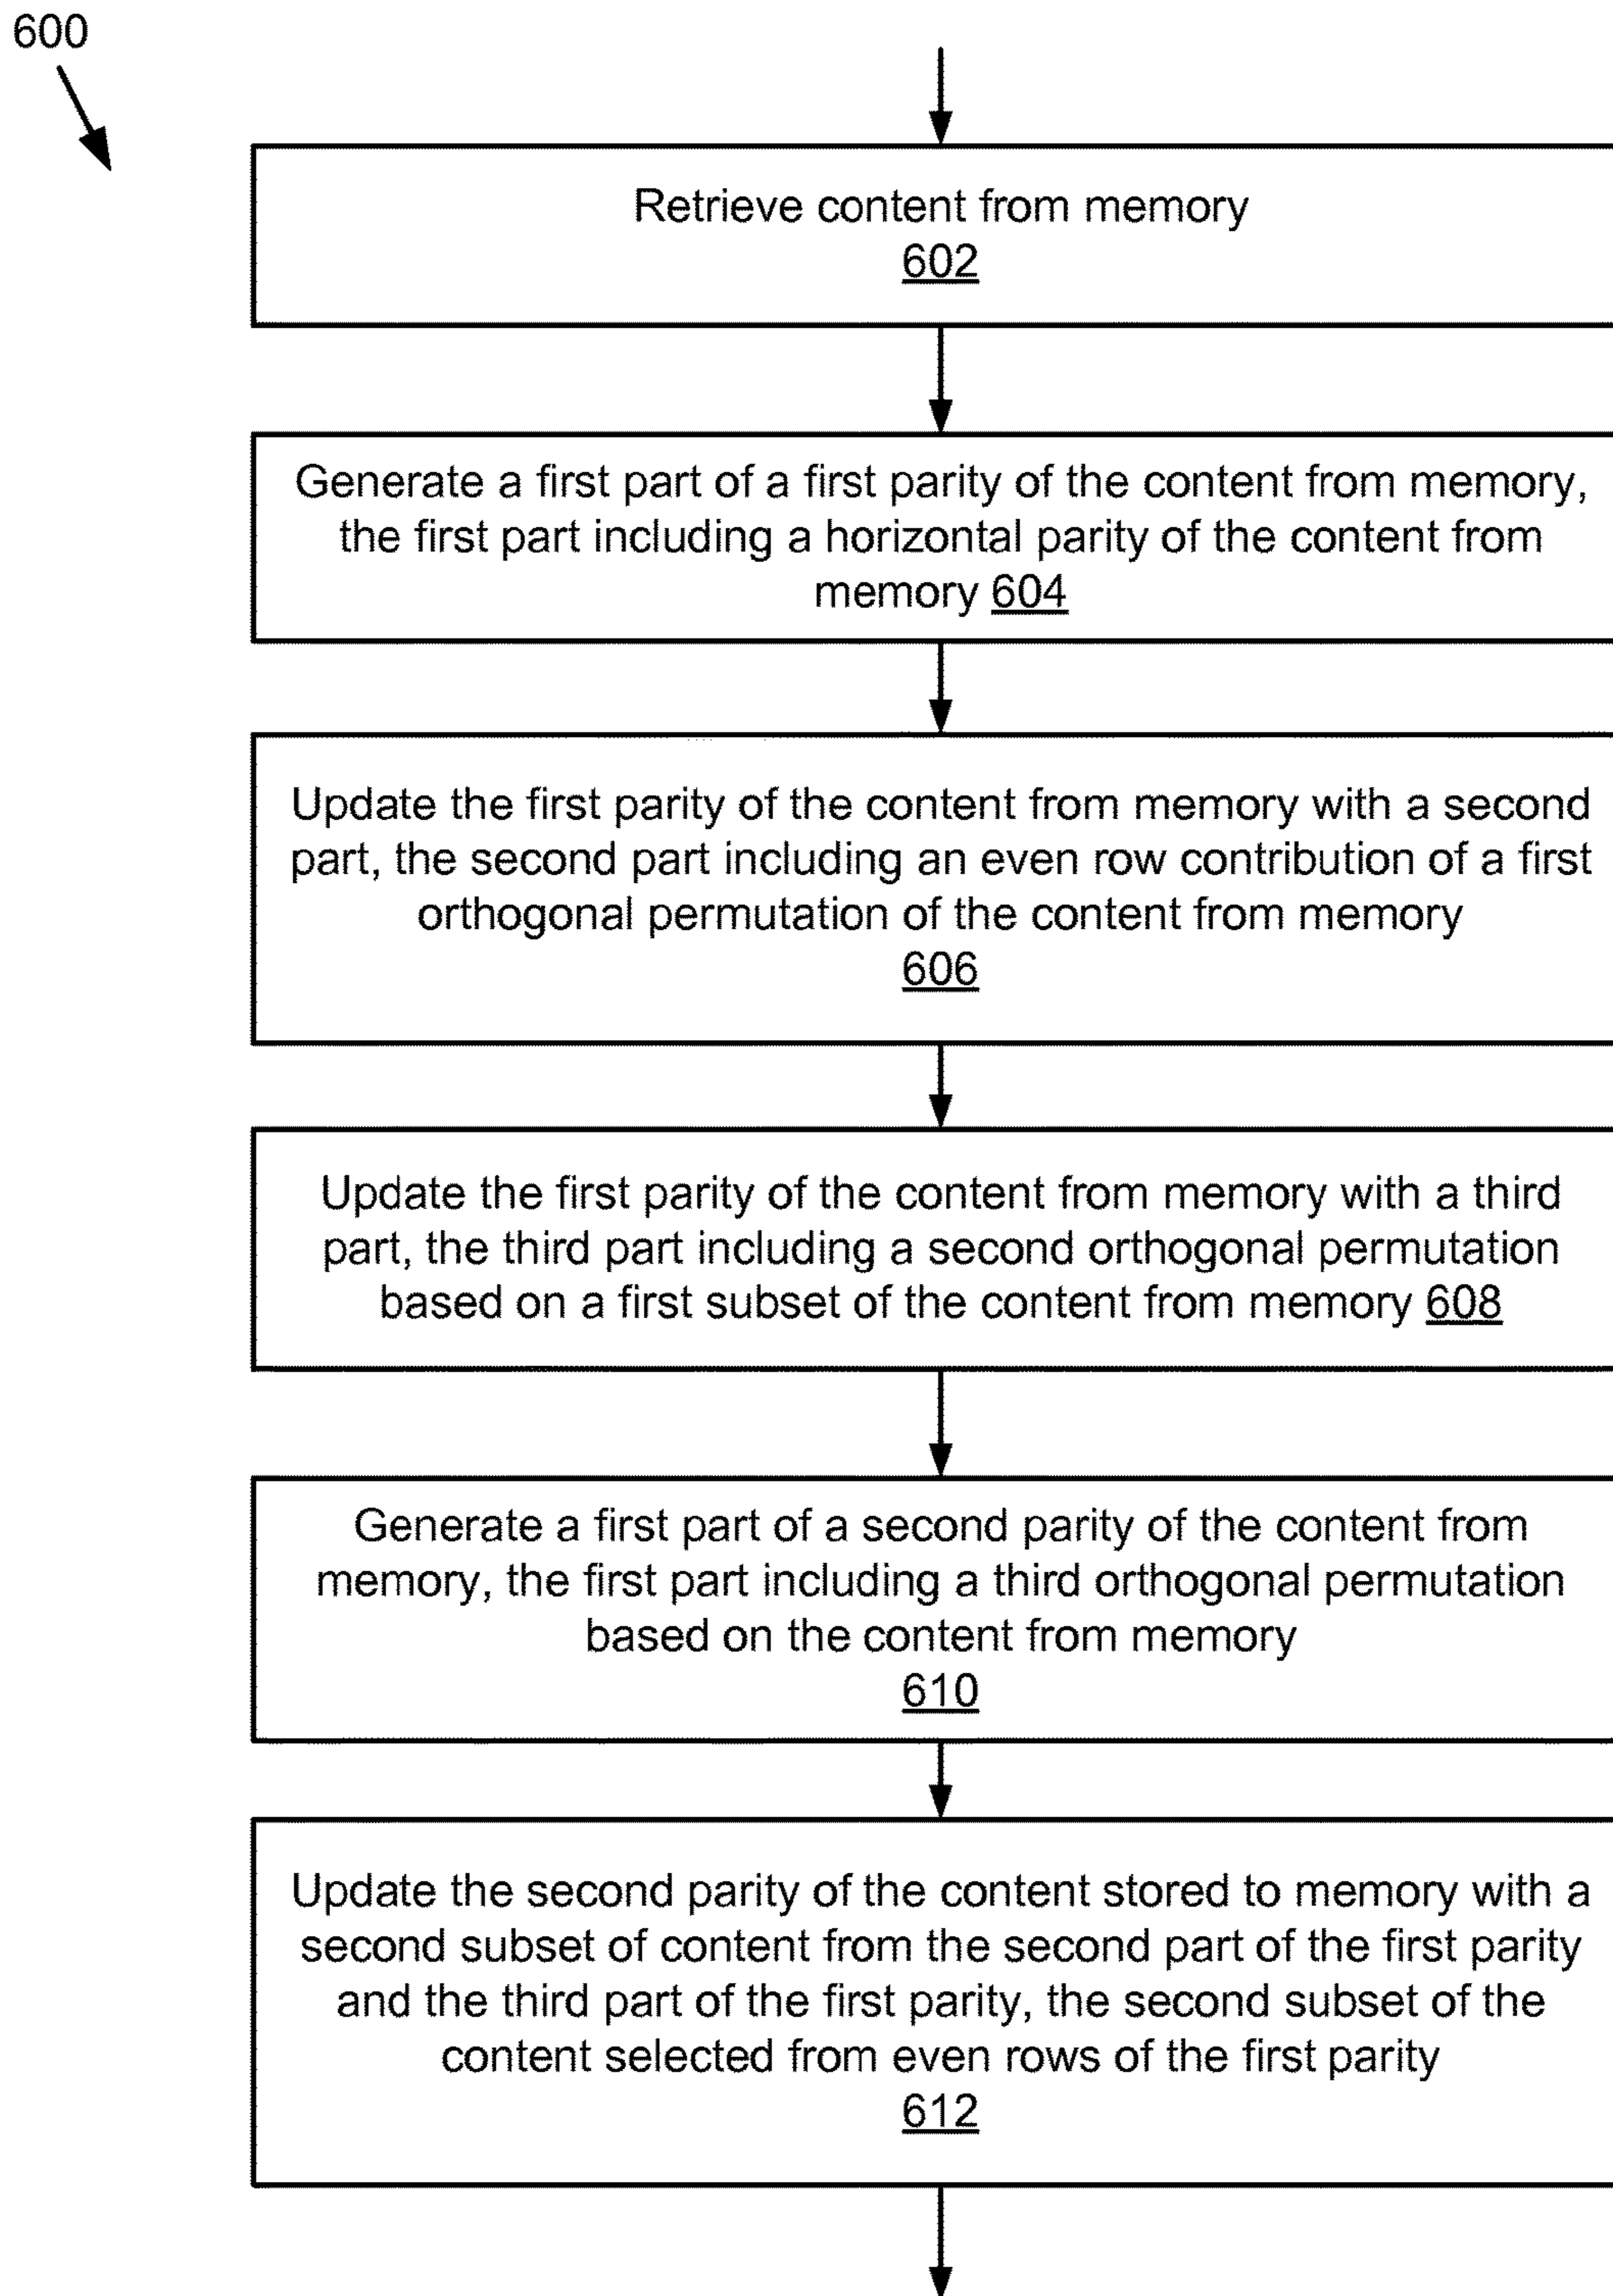 600
Retrieve content from memory
602
Generate a first part of a first parity of the content from memory,
the first part including a horizontal parity of the content from
memory 604
Update the first parity of the content from memory with a second
part, the second part including an even row contribution of a first
orthogonal permutation of the content from memory
606
Update the first parity of the content from memory with a third
part, the third part including a second orthogonal permutation
based on a first subset of the content from memory 608
Generate a first part of a second parity of the content from
memory, the first part including a third orthogonal permutation
based on the content from memory
610
Update the second parity of the content stored to memory with a
second subset of content from the second part of the first parity
and the third part of the first parity, the second subset of the
content selected from even rows of the first parity
612